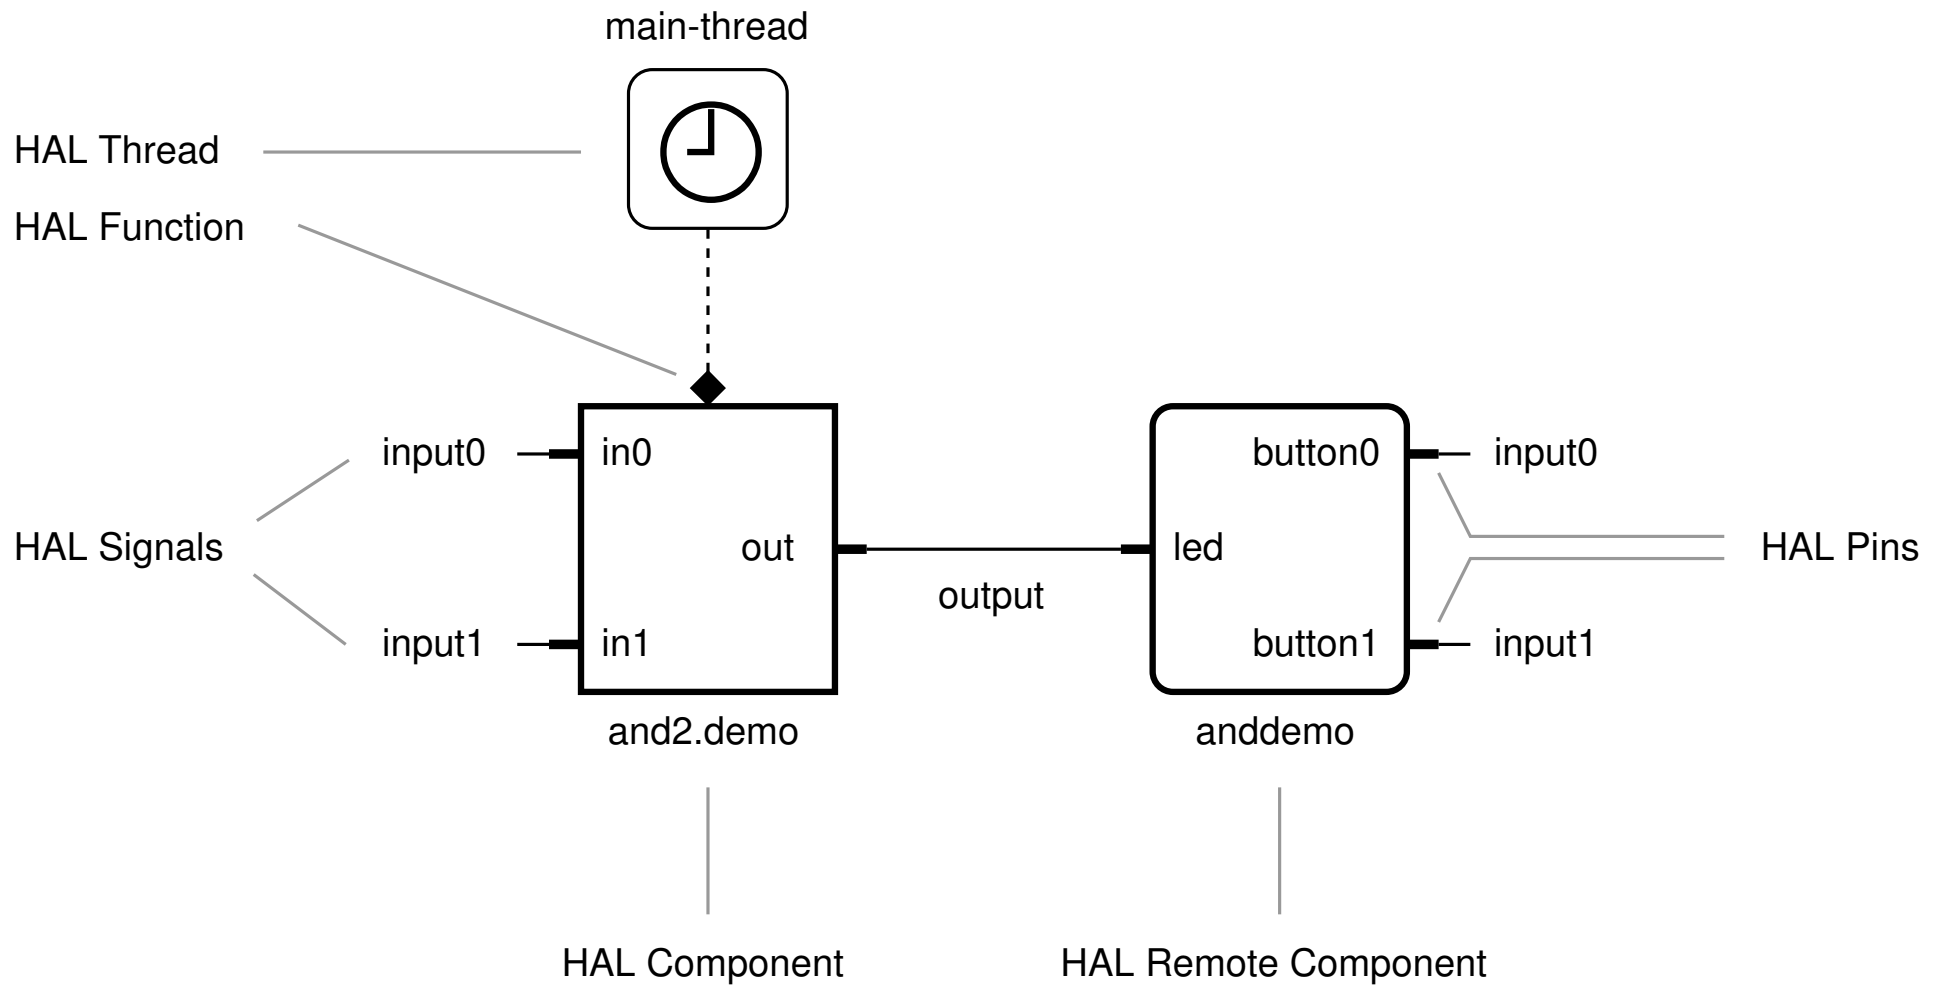 main-thread
HAL Thread
HAL Function
input0
in0
button0
input0
HAL Signals
out
led
HAL Pins
output
input1
in1
button1
input1
and2.demo
anddemo
HAL Component
HAL Remote Component